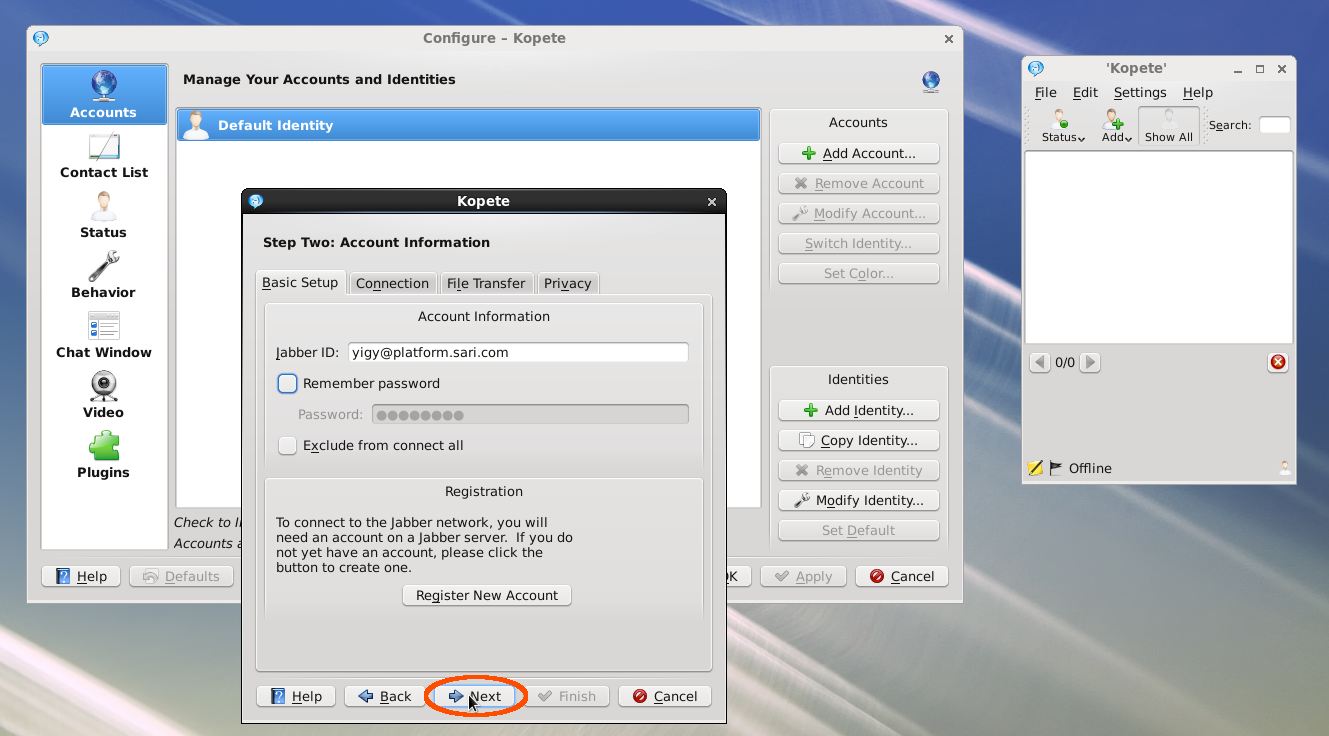 Configure – Kopete
Accounts
Contact List
Status
Behavior
Chat Window
Video
Plugins
Manage Your Accounts and Identities
Default Identity
Check to I
Accounts a
Accounts
Add Account...
Remove Account
Modify Account...
Switch Identity...
Set Color...
Identities
Add Identity...
Copy Identity...
Remove Identity
Modify Identity...
Set Default
Help
Defaults
OK
Apply
Cancel
Kopete
Step Two: Account Information
Basic Setup
Connection
File Transfer
Privacy
Account Information
Jabber ID: yigy@platform.sari.com
Remember password
Password: ●●●●●●●●
Exclude from connect all
Registration
To connect to the Jabber network, you will
need an account on a Jabber server. If you do
not yet have an account, please click the
button to create one.
Register New Account
Help
Back
Next
Finish
Cancel
'Kopete'
File Edit Settings Help
Status
Add
Show All
Search:
0/0
Offline